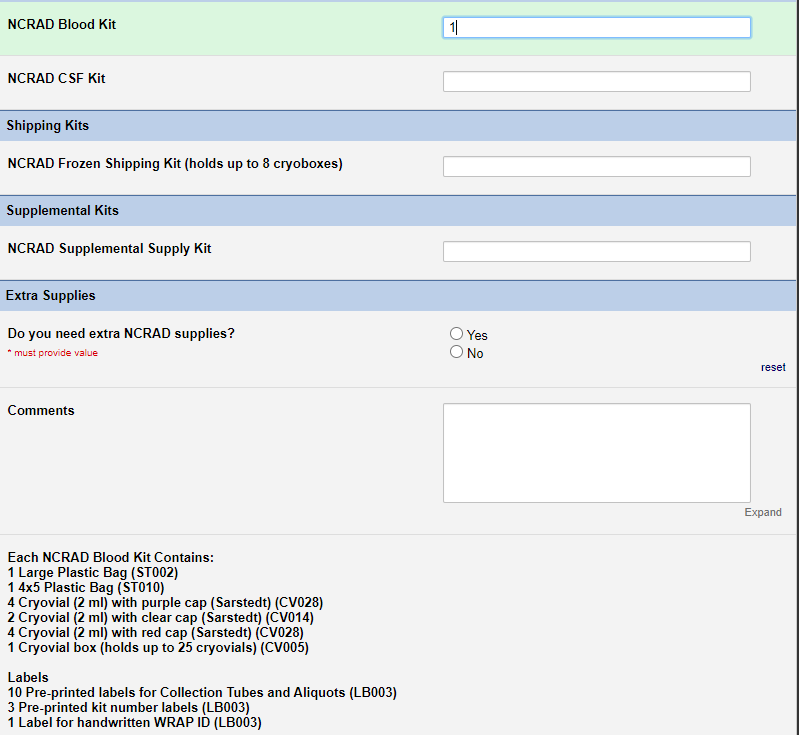 NCRAD Blood Kit
1
NCRAD CSF Kit
Shipping Kits
NCRAD Frozen Shipping Kit (holds up to 8 cryoboxes)
Supplemental Kits
NCRAD Supplemental Supply Kit
Extra Supplies
Do you need extra NCRAD supplies?
* must provide value
Yes
No
reset
Comments
Expand
Each NCRAD Blood Kit Contains:
1 Large Plastic Bag (ST002)
1 4x5 Plastic Bag (ST010)
4 Cryovial (2 ml) with purple cap (Sarstedt) (CV028)
2 Cryovial (2 ml) with clear cap (Sarstedt) (CV014)
4 Cryovial (2 ml) with red cap (Sarstedt) (CV028)
1 Cryovial box (holds up to 25 cryovials) (CV005)
Labels
10 Pre-printed labels for Collection Tubes and Aliquots (LB003)
3 Pre-printed kit number labels (LB003)
1 Label for handwritten WRAP ID (LB003)